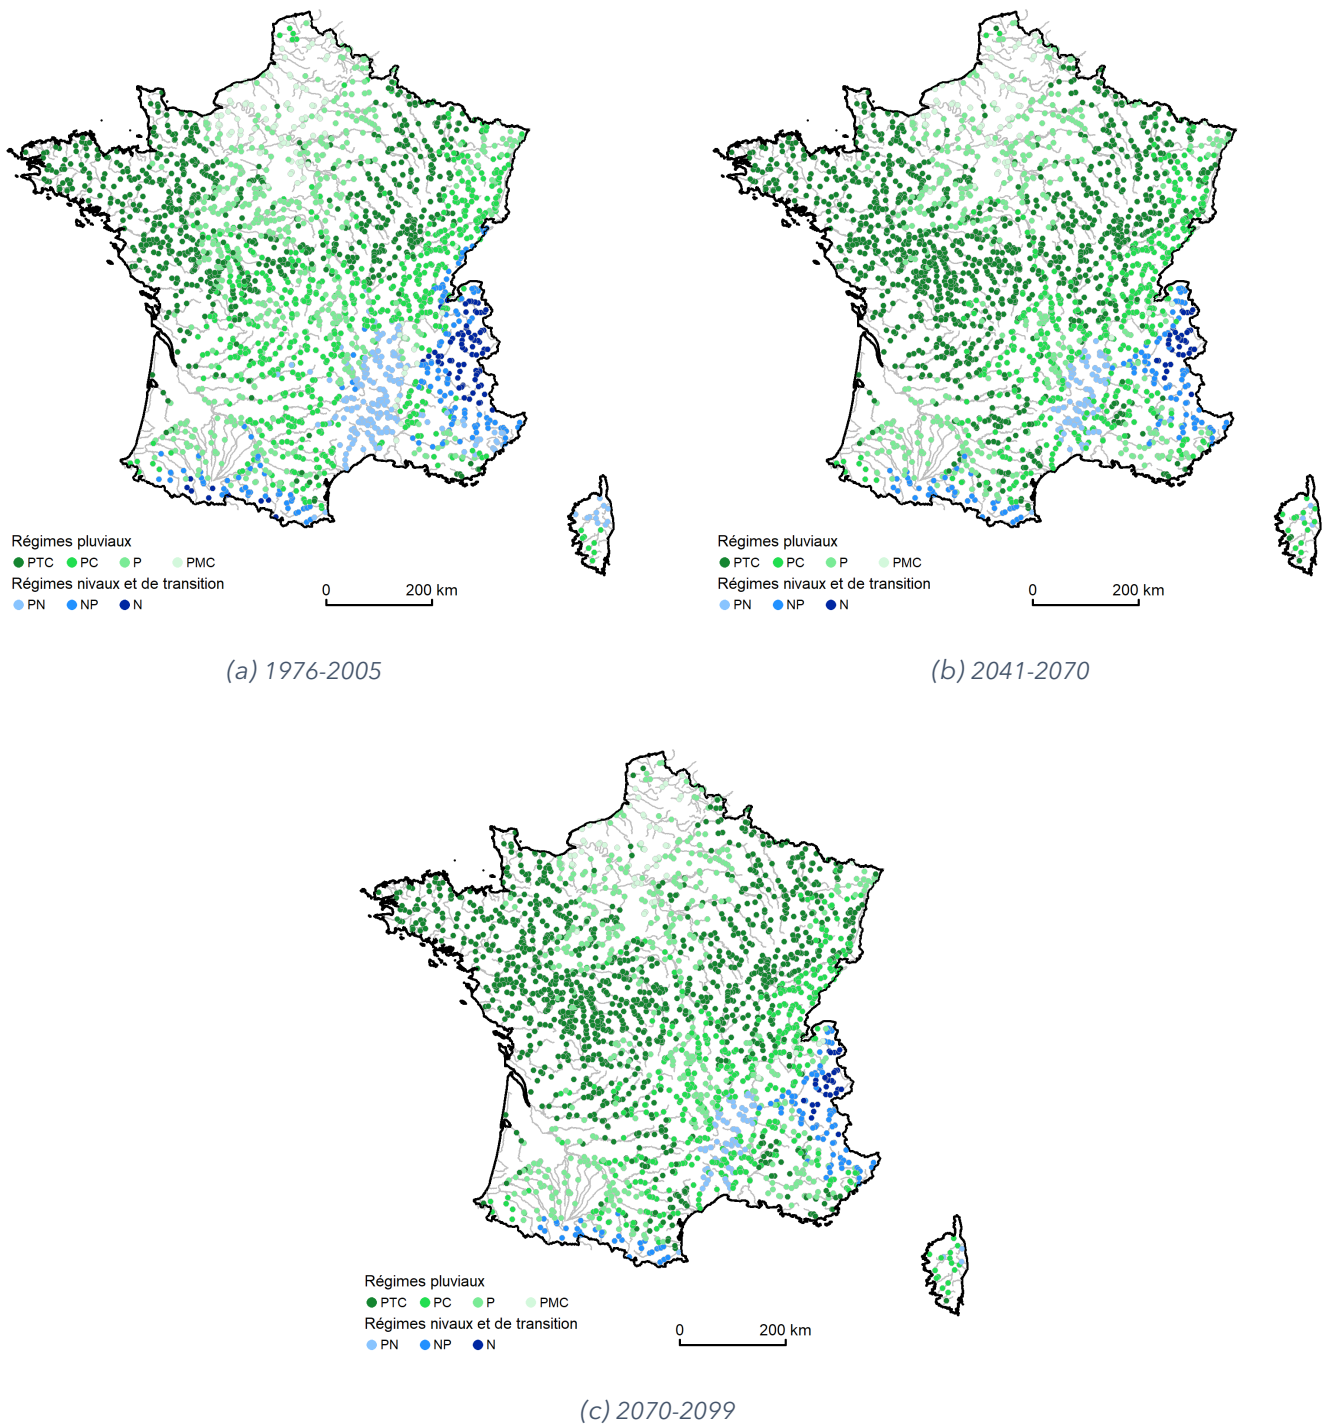 Régimes pluviaux
PTC PC P PMC
Régimes nivaux et de transition
PN NP N
0 200 km
(a) 1976-2005
Régimes pluviaux
PTC PC P PMC
Régimes nivaux et de transition
PN NP N
0 200 km
(b) 2041-2070
Régimes pluviaux
PTC PC P PMC
Régimes nivaux et de transition
PN NP N
0 200 km
(c) 2070-2099